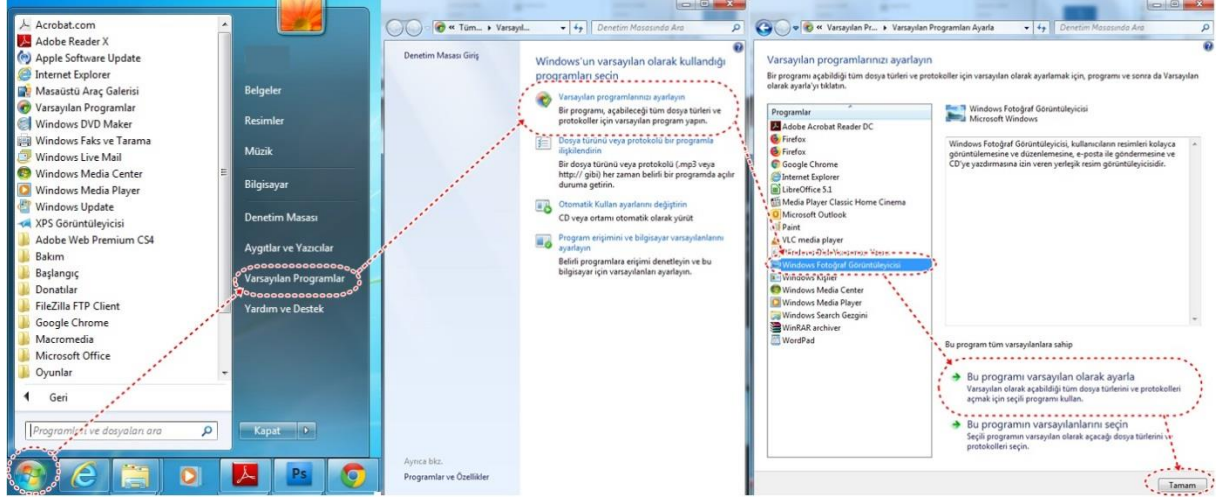 Acrobat.com
Adobe Reader X
Apple Software Update
Internet Explorer
Masaüstü Araç Galerisi
Varsayılan Programlar
Windows DVD Maker
Windows Faks ve Tarama
Windows Live Mail
Windows Media Center
Windows Media Player
Windows Update
XPS Görüntüleyicisi
Adobe Web Premium CS4
Bakım
Başlangıç
Donatılar
FileZilla FTP Client
Google Chrome
Macromedia
Microsoft Office
Oyunlar
Geri
Programları ve dosyaları ara
Belgeler
Resimler
Müzik
Bilgisayar
Denetim Masası
Aygıtlar ve Yazıcılar
Varsayılan Programlar
Yardım ve Destek
Kapat
Ps
« Tüm... ▸ Varsayıl...
Denetim Masasında Ara
Denetim Masası Giriş
Windows'un varsayılan olarak kullandığı
programları seçin
Varsayılan programlarınızı ayarlayın
Bir programı, açabileceği tüm dosya türleri ve
protokoller için varsayılan program yapın.
Dosya türünü veya protokolü bir programla
ilişkilendirin
Bir dosya türünü veya protokolü (.mp3 veya
http:// gibi) her zaman belirli bir programda açılır
duruma getirin.
Otomatik Kullan ayarlarını değiştirin
CD veya ortamı otomatik olarak yürüt
Program erişimini ve bilgisayar varsayılanlarını
ayarlayın
Belirli programlara erişimi denetleyin ve bu
bilgisayar için varsayılanları ayarlayın.
Ayrıca bkz.
Programlar ve Özellikler
« Varsayılan Pr... ▸ Varsayılan Programları Ayarla
Denetim Masasında Ara
Varsayılan programlarınızı ayarlayın
Bir programı açabildiği tüm dosya türleri ve protokoller için varsayılan olarak ayarlamak için, programı ve sonra da Varsayılan
olarak ayarla'yı tıklatın.
Programlar
Adobe Acrobat Reader DC
Firefox
Firefox
Google Chrome
Internet Explorer
LibreOffice 5.1
Media Player Classic Home Cinema
Microsoft Outlook
Paint
VLC media player
Windows Fotoğraf Görüntüleyicisi
Windows Kişiler
Windows Media Center
Windows Media Player
Windows Search Gezgini
WinRAR archiver
WordPad
Windows Fotoğraf Görüntüleyicisi
Microsoft Windows
Windows Fotoğraf Görüntüleyicisi, kullanıcıların resimleri kolayca
görüntülemesine ve düzenlemesine, e-posta ile göndermesine ve
CD'ye yazdırmasına izin veren yerleşik resim görüntüleyicisidir.
Bu program tüm varsayılanlara sahip
Bu programı varsayılan olarak ayarla
Varsayılan olarak açabildiği tüm dosya türlerini ve protokolleri
açmak için seçili programı kullan.
Bu programın varsayılanlarını seçin
Seçili programın varsayılan olarak açacağı dosya türlerini ve
protokolleri seçin.
Tamam